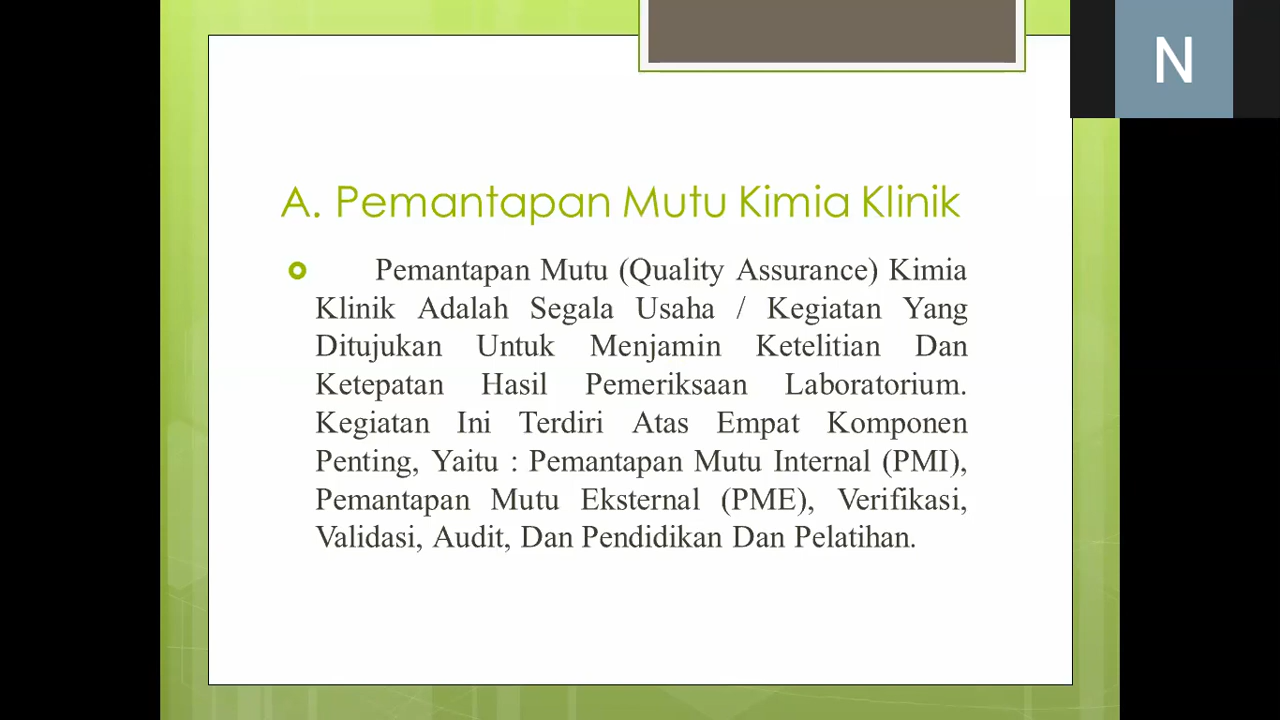 N
A. Pemantapan Mutu Kimia Klinik
Pemantapan Mutu (Quality Assurance) Kimia
Klinik Adalah Segala Usaha / Kegiatan Yang
Ditujukan Untuk Menjamin Ketelitian Dan
Ketepatan Hasil Pemeriksaan Laboratorium.
Kegiatan Ini Terdiri Atas Empat Komponen
Penting, Yaitu : Pemantapan Mutu Internal (PMI),
Pemantapan Mutu Eksternal (PME), Verifikasi,
Validasi, Audit, Dan Pendidikan Dan Pelatihan.